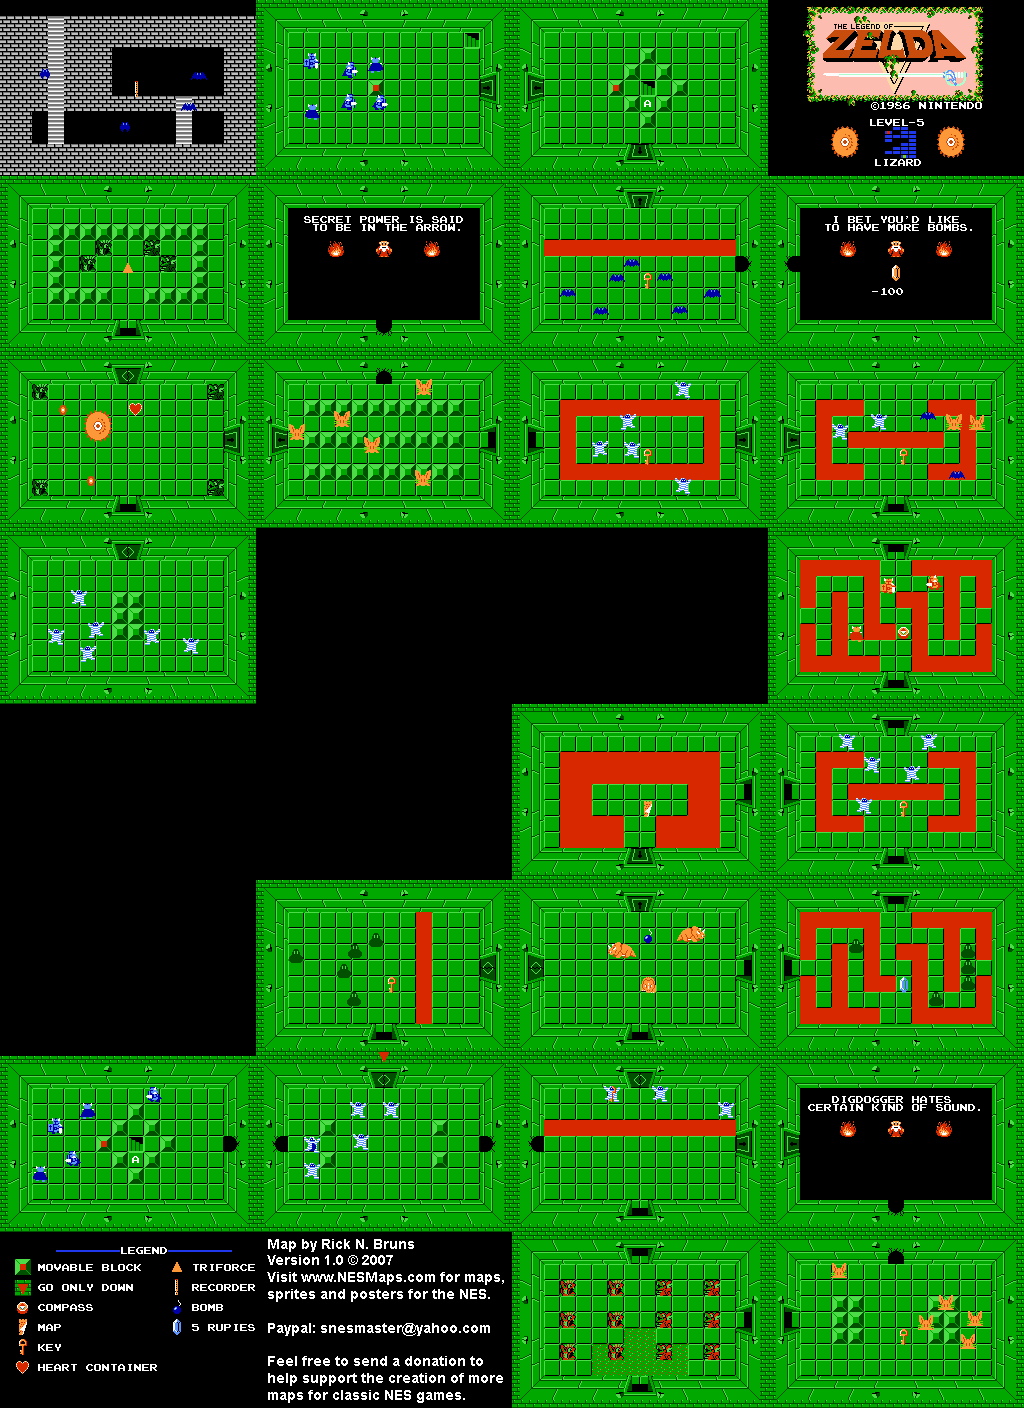 THE LEGEND OF
ZELDA
©1986 NINTENDO
LEVEL-5
LIZARD
A
SECRET POWER IS SAID
TO BE IN THE ARROW.
I BET YOU'D LIKE
TO HAVE MORE BOMBS.
-100
A
DIGDOGGER HATES
CERTAIN KIND OF SOUND.
LEGEND
MOVABLE BLOCK
GO ONLY DOWN
COMPASS
MAP
KEY
HEART CONTAINER
TRIFORCE
RECORDER
BOMB
5 RUPIES
Map by Rick N. Bruns
Version 1.0 © 2007
Visit www.NESMaps.com for maps,
sprites and posters for the NES.
Paypal: snesmaster@yahoo.com
Feel free to send a donation to
help support the creation of more
maps for classic NES games.